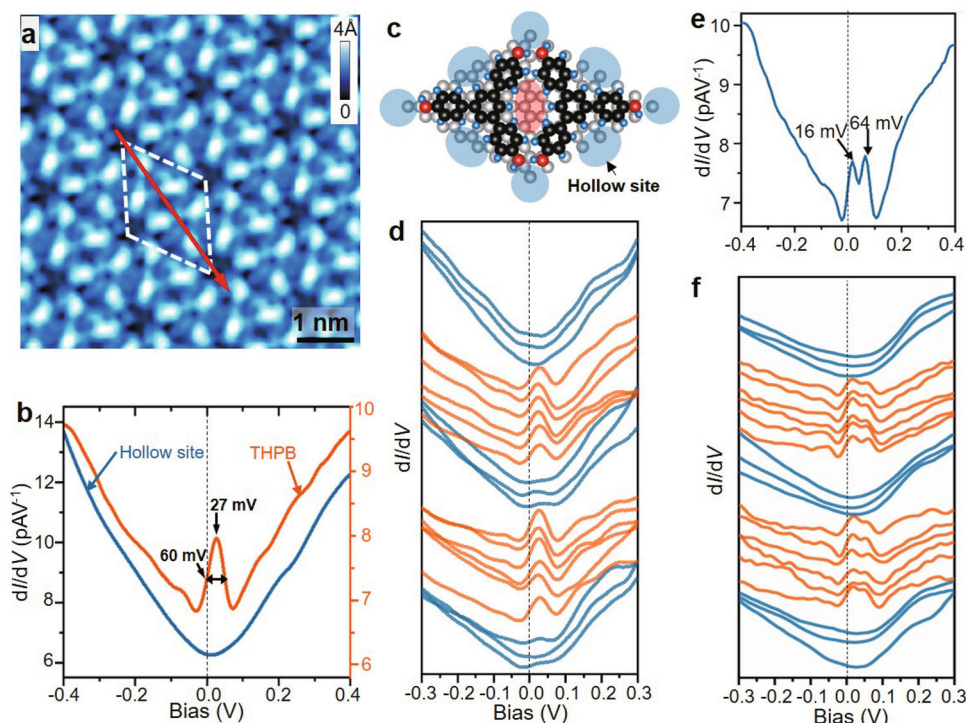 a
4Å
0
1 nm
b
dI/dV (pAV⁻¹)
14
12
10
8
6
Hollow site
THPB
27 mV
60 mV
10
9
8
7
6
-0.4
-0.2
0.0
0.2
0.4
Bias (V)
c
Hollow site
d
dI/dV
-0.3
-0.2
-0.1
0.0
0.1
0.2
0.3
Bias (V)
e
dI/dV (pAV⁻¹)
10
9
8
7
16 mV
64 mV
-0.4
-0.2
0.0
0.2
0.4
f
dI/dV
-0.3
-0.2
-0.1
0.0
0.1
0.2
0.3
Bias (V)